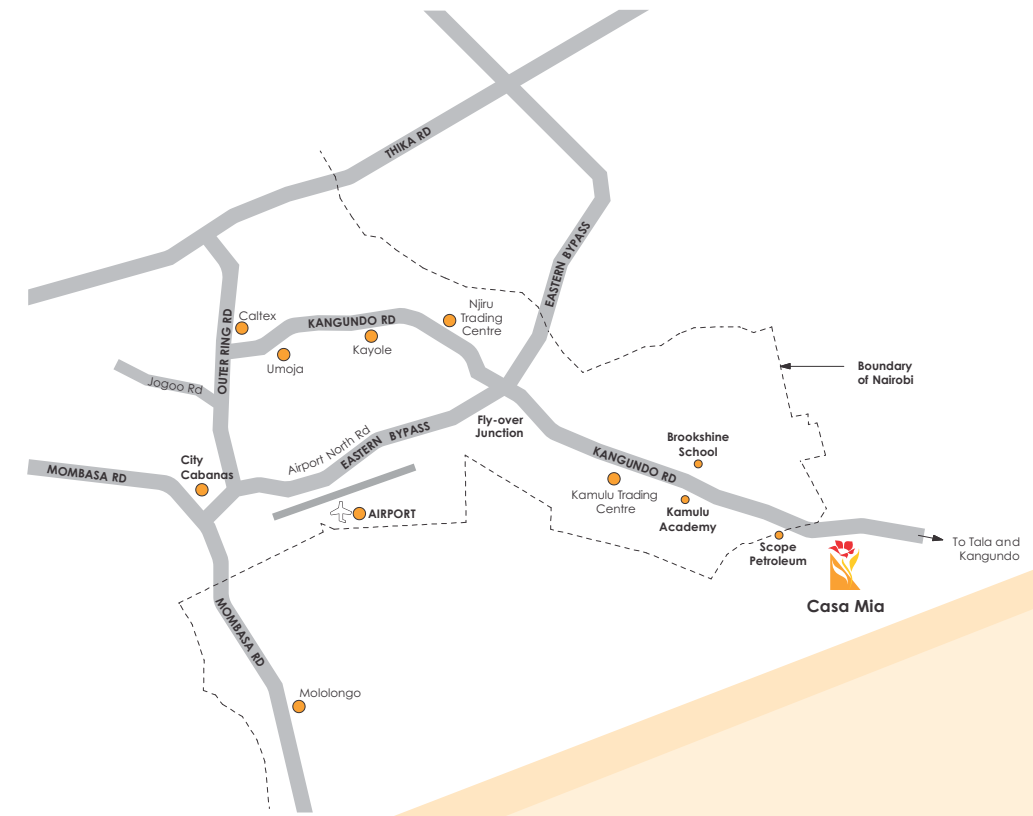 THIKA RD
EASTERN BYPASS
Njiru
Trading
Centre
Caltex
KANGUNDO RD
OUTER RING RD
Kayole
Umoja
Boundary
of Nairobi
Jogoo Rd
Fly-over
Junction
Airport North Rd
EASTERN BYPASS
Brookshine
School
City
Cabanas
MOMBASA RD
KANGUNDO RD
Kamulu Trading
Centre
Kamulu
Academy
AIRPORT
Scope
Petroleum
To Tala and
Kangundo
Casa Mia
MOMBASA RD
Mololongo